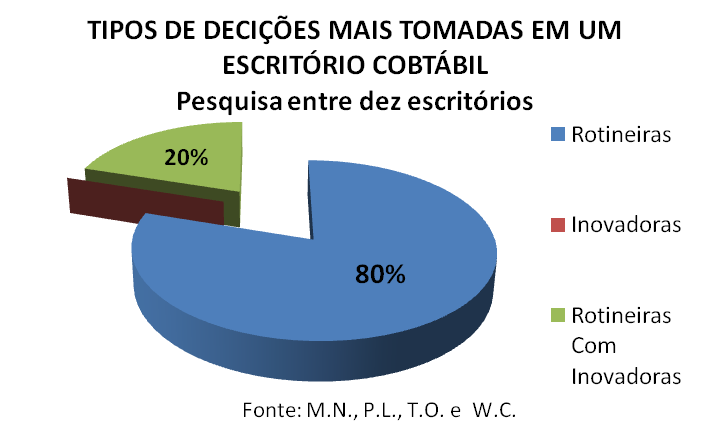 TIPOS DE DECIÇÕES MAIS TOMADAS EM UM
ESCRITÓRIO COBTÁBIL
Pesquisa entre dez escritórios
20%
80%
Rotineiras
Inovadoras
Rotineiras
Com
Inovadoras
Fonte: M.N., P.L., T.O. e W.C.